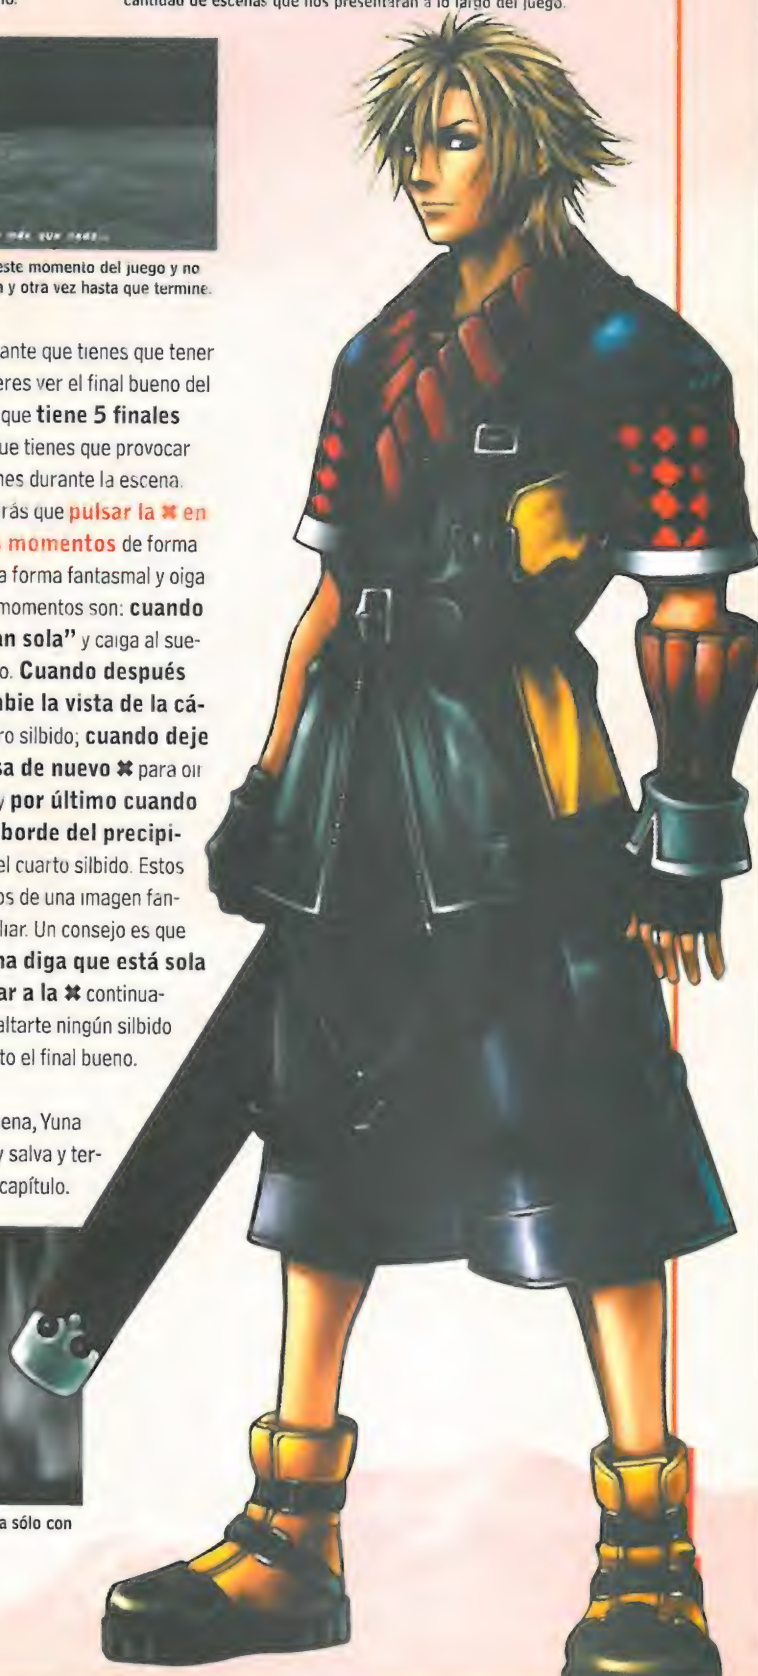 cantidad de escenas que nos presentarán a lo largo del juego.
más que nada...
este momento del juego y no
n y otra vez hasta que termine.
ante que tienes que tener
eres ver el final bueno del
que tiene 5 finales
ue tienes que provocar
nes durante la escena.
rás que pulsar la ✖ en
s momentos de forma
a forma fantasmal y oiga
momentos son: cuando
an sola” y caiga al sue-
o. Cuando después
mbie la vista de la cá-
ro silbido; cuando deje
sa de nuevo ✖ para oir
y por último cuando
borde del precipi-
el cuarto silbido. Estos
os de una imagen fan-
liar. Un consejo es que
na diga que está sola
ar a la ✖ continua-
altarte ningún silbido
to el final bueno.
ena, Yuna
y salva y ter-
capítulo.
a sólo con